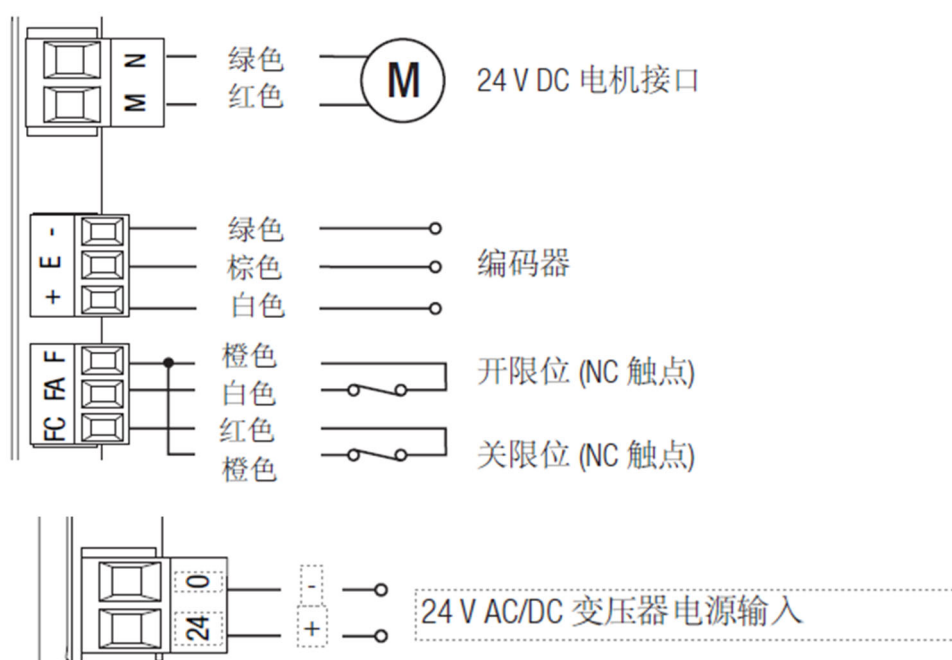 N 绿色
M 红色
M
24 V DC 电机接口
- 绿色
E 棕色
+ 白色
编码器
F 橙色
FA 白色
开限位 (NC 触点)
FC 红色
橙色
关限位 (NC 触点)
0 -
24 +
24 V AC/DC 变压器电源输入